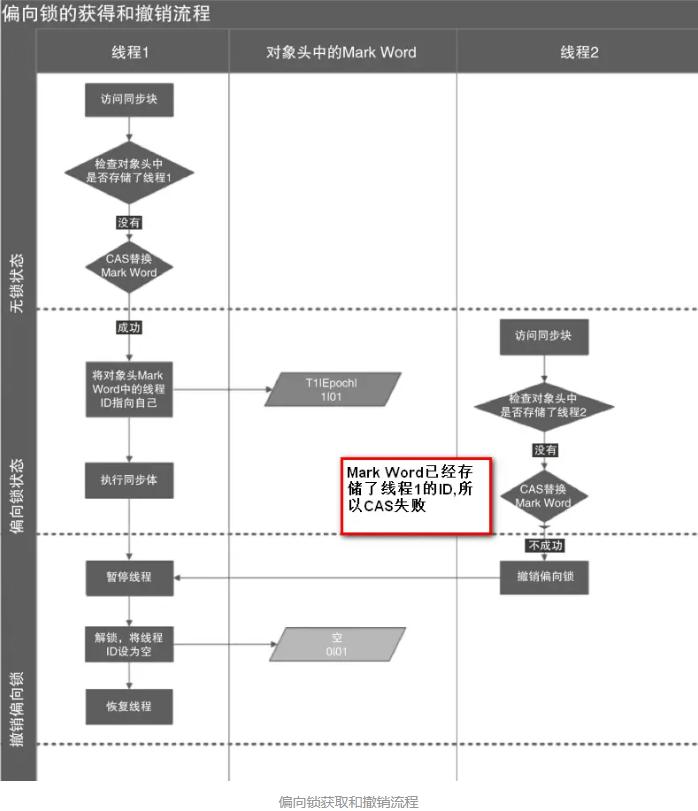 偏向锁的获得和撤销流程
线程1
对象头中的Mark Word
线程2
无锁状态
访问同步块
检查对象头中
是否存储了线程1
没有
CAS替换
Mark Word
偏向锁状态
成功
将对象头Mark
Word中的线程
ID指向自己
T1|Epoch|
1|01
执行同步体
访问同步块
检查对象头中
是否存储了线程2
没有
CAS替换
Mark Word
Mark Word已经存
储了线程1的ID,所
以CAS失败
不成功
撤销偏向锁
撤销偏向锁
暂停线程
解锁，将线程
ID设为空
空
0|01
恢复线程
偏向锁获取和撤销流程